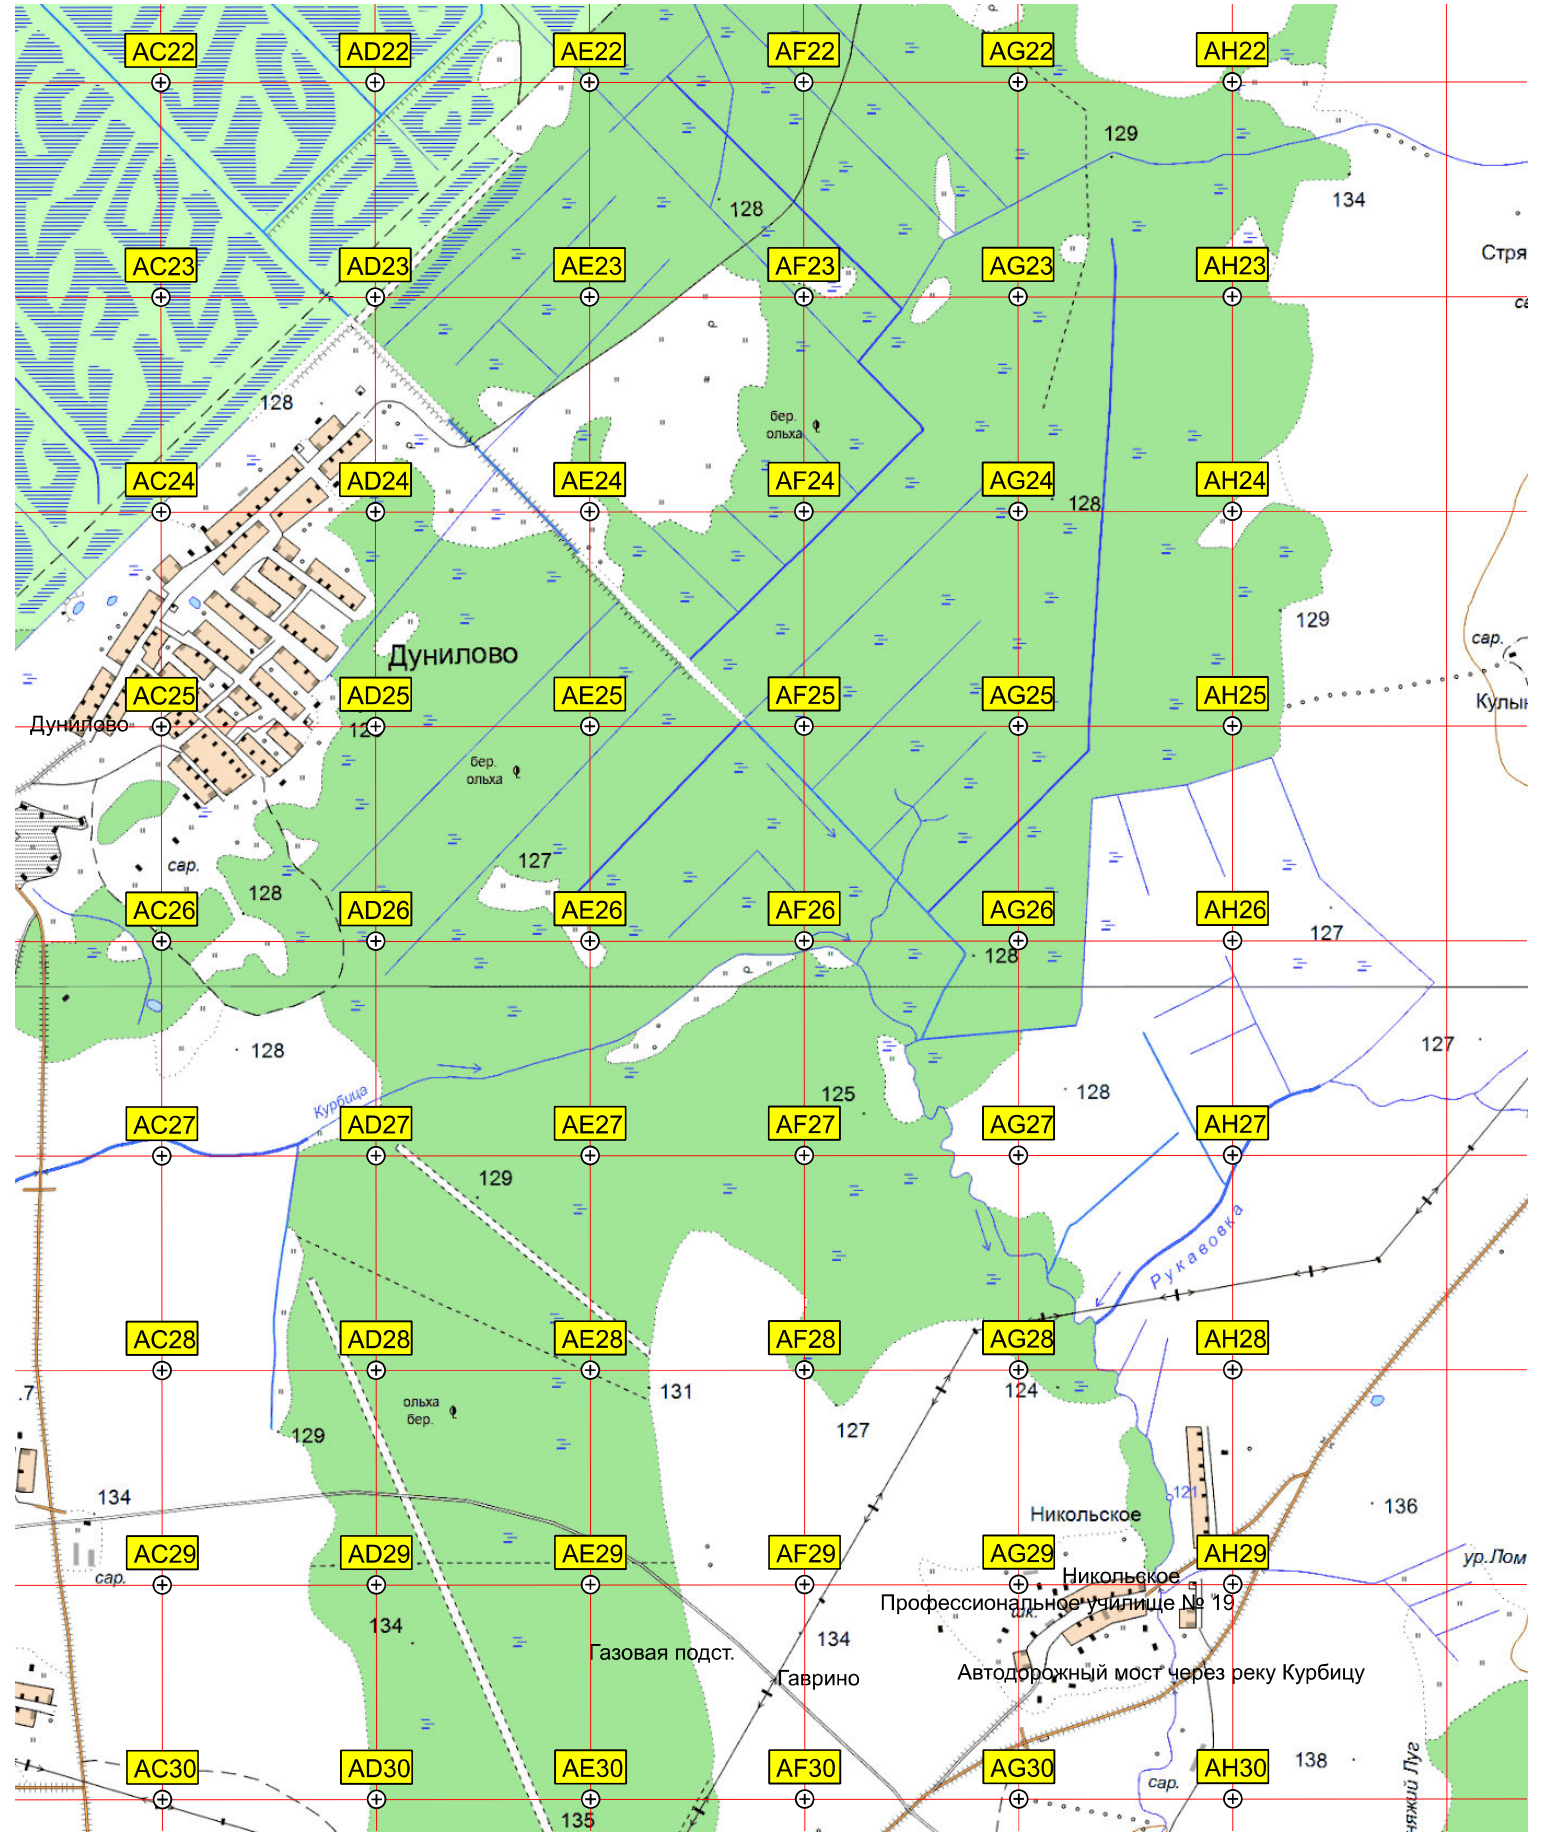 AC22 AD22 AE22 AF22 AG22 AH22
129
128
134
AC23 AD23 AE23 AF23 AG23 AH23
Стря
128
бер.
ольха
AC24 AD24 AE24 AF24 AG24 AH24
128
129
сар.
Дунилово
AC25 AD25 AE25 AF25 AG25 AH25
Дунилово
бер.
ольха
127
сар.
128
AC26 AD26 AE26 AF26 AG26 AH26
127
128
128
127
125
128
Курбица
AC27 AD27 AE27 AF27 AG27 AH27
129
Рукавовка
AC28 AD28 AE28 AF28 AG28 AH28
.7
131
124
ольха
бер.
127
129
134
121
136
Никольское
AC29 AD29 AE29 AF29 AG29 AH29
ур.Лом
сар.
Никольское
Профессиональное училище № 19
шк.
134
134
Газовая подст.
Гаврино
Автодорожный мост через реку Курбицу
138
AC30 AD30 AE30 AF30 AG30 AH30
сар.
няжий Луг
135